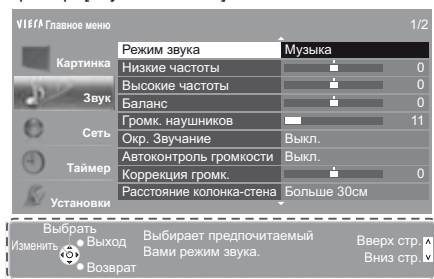 VIErA Главное меню 1/2
Картинка
Звук
Сеть
Таймер
Установки
Режим звука Музыка
Низкие частоты 0
Высокие частоты 0
Баланс 0
Громк. наушников 11
Окр. Звучание Выкл.
Автоконтроль громкости Выкл.
Коррекция громк. 0
Расстояние колонка-стена Больше 30см
Выбрать
Изменить
Выход
Возврат
Выбирает предпочитаемый
Вами режим звука.
Вверх стр.
Вниз стр.